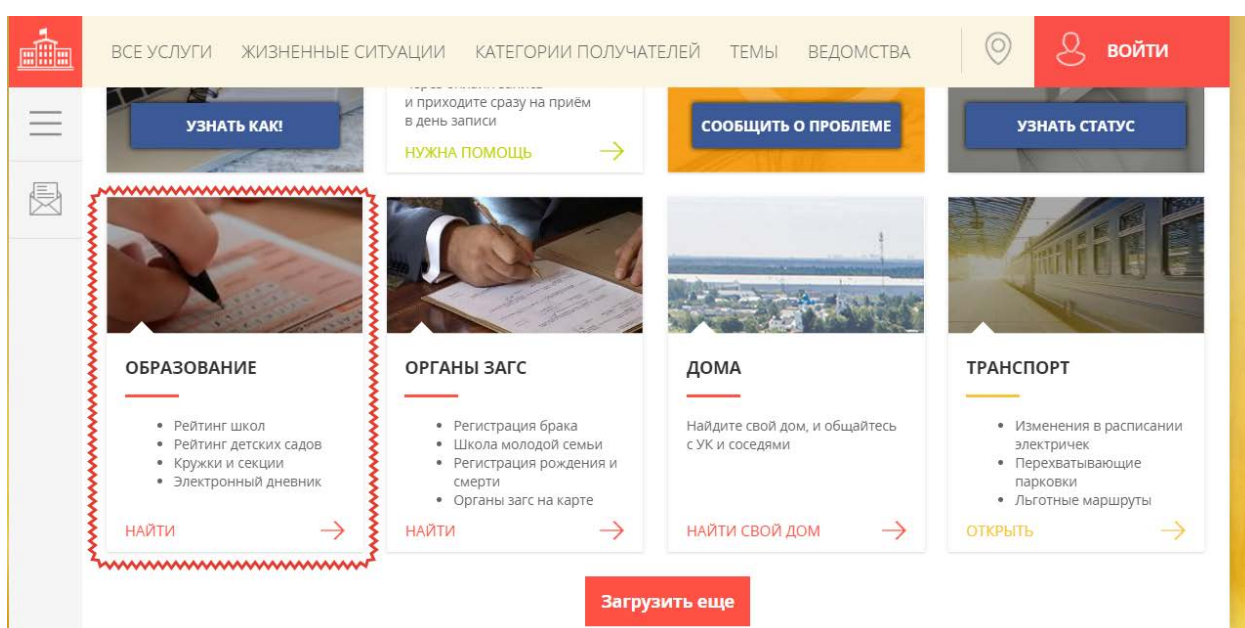 ВСЕ УСЛУГИ ЖИЗНЕННЫЕ СИТУАЦИИ КАТЕГОРИИ ПОЛУЧАТЕЛЕЙ ТЕМЫ ВЕДОМСТВА ВОЙТИ
УЗНАТЬ КАК!
через онлайн запись
и приходите сразу на приём
в день записи
НУЖНА ПОМОЩЬ
СООБЩИТЬ О ПРОБЛЕМЕ
УЗНАТЬ СТАТУС
ОБРАЗОВАНИЕ
• Рейтинг школ
• Рейтинг детских садов
• Кружки и секции
• Электронный дневник
НАЙТИ
ОРГАНЫ ЗАГС
• Регистрация брака
• Школа молодой семьи
• Регистрация рождения и
смерти
• Органы загс на карте
НАЙТИ
ДОМА
Найдите свой дом, и общайтесь
с УК и соседями
НАЙТИ СВОЙ ДОМ
ТРАНСПОРТ
• Изменения в расписании
электричек
• Перехватывающие
парковки
• Льготные маршруты
ОТКРЫТЬ
Загрузить еще